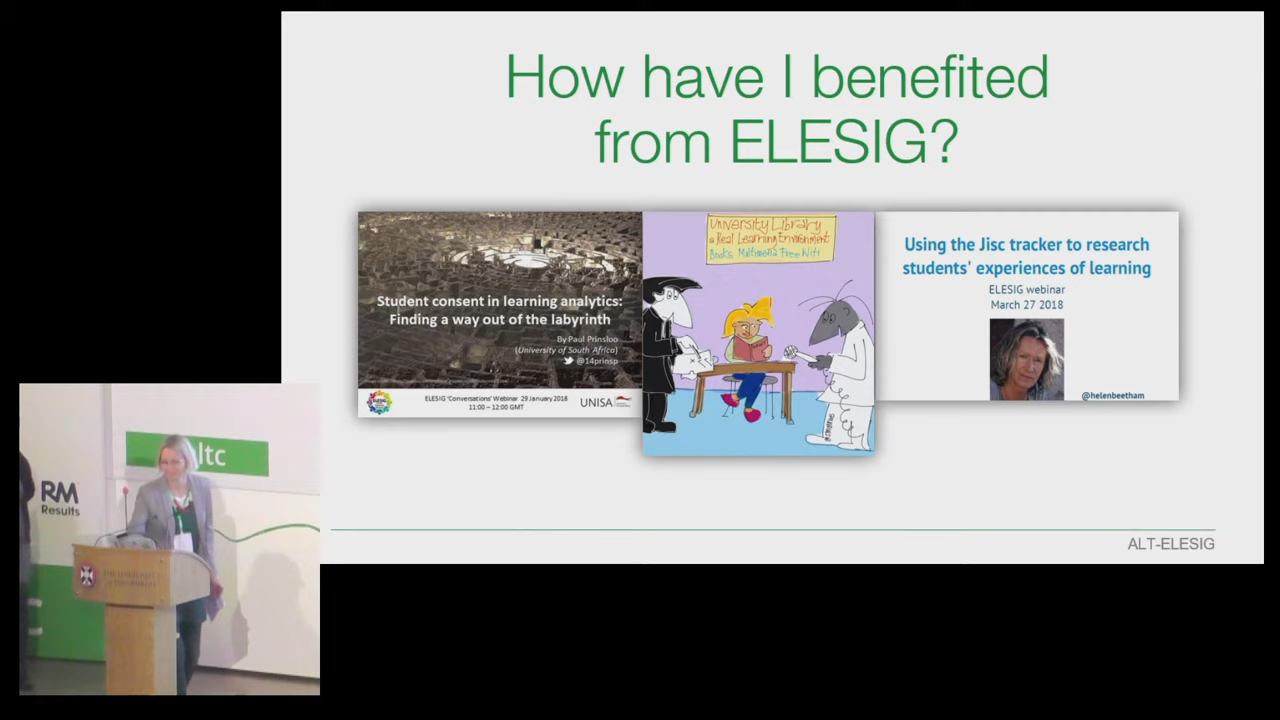 How have I benefited
from ELESIG?
Student consent in learning analytics:
Finding a way out of the labyrinth
By Paul Prinsloo
(University of South Africa)
@14prinsp
ELESIG 'Conversations' Webinar 29 January 2018
11:00 – 12:00 GMT
UNISA
University Library
a Real Learning Environment
Books, Multimedia Free Wifi
Using the Jisc tracker to research
students' experiences of learning
ELESIG webinar
March 27 2018
@helenbeetham
ALT-ELESIG
ltc
RM
Results